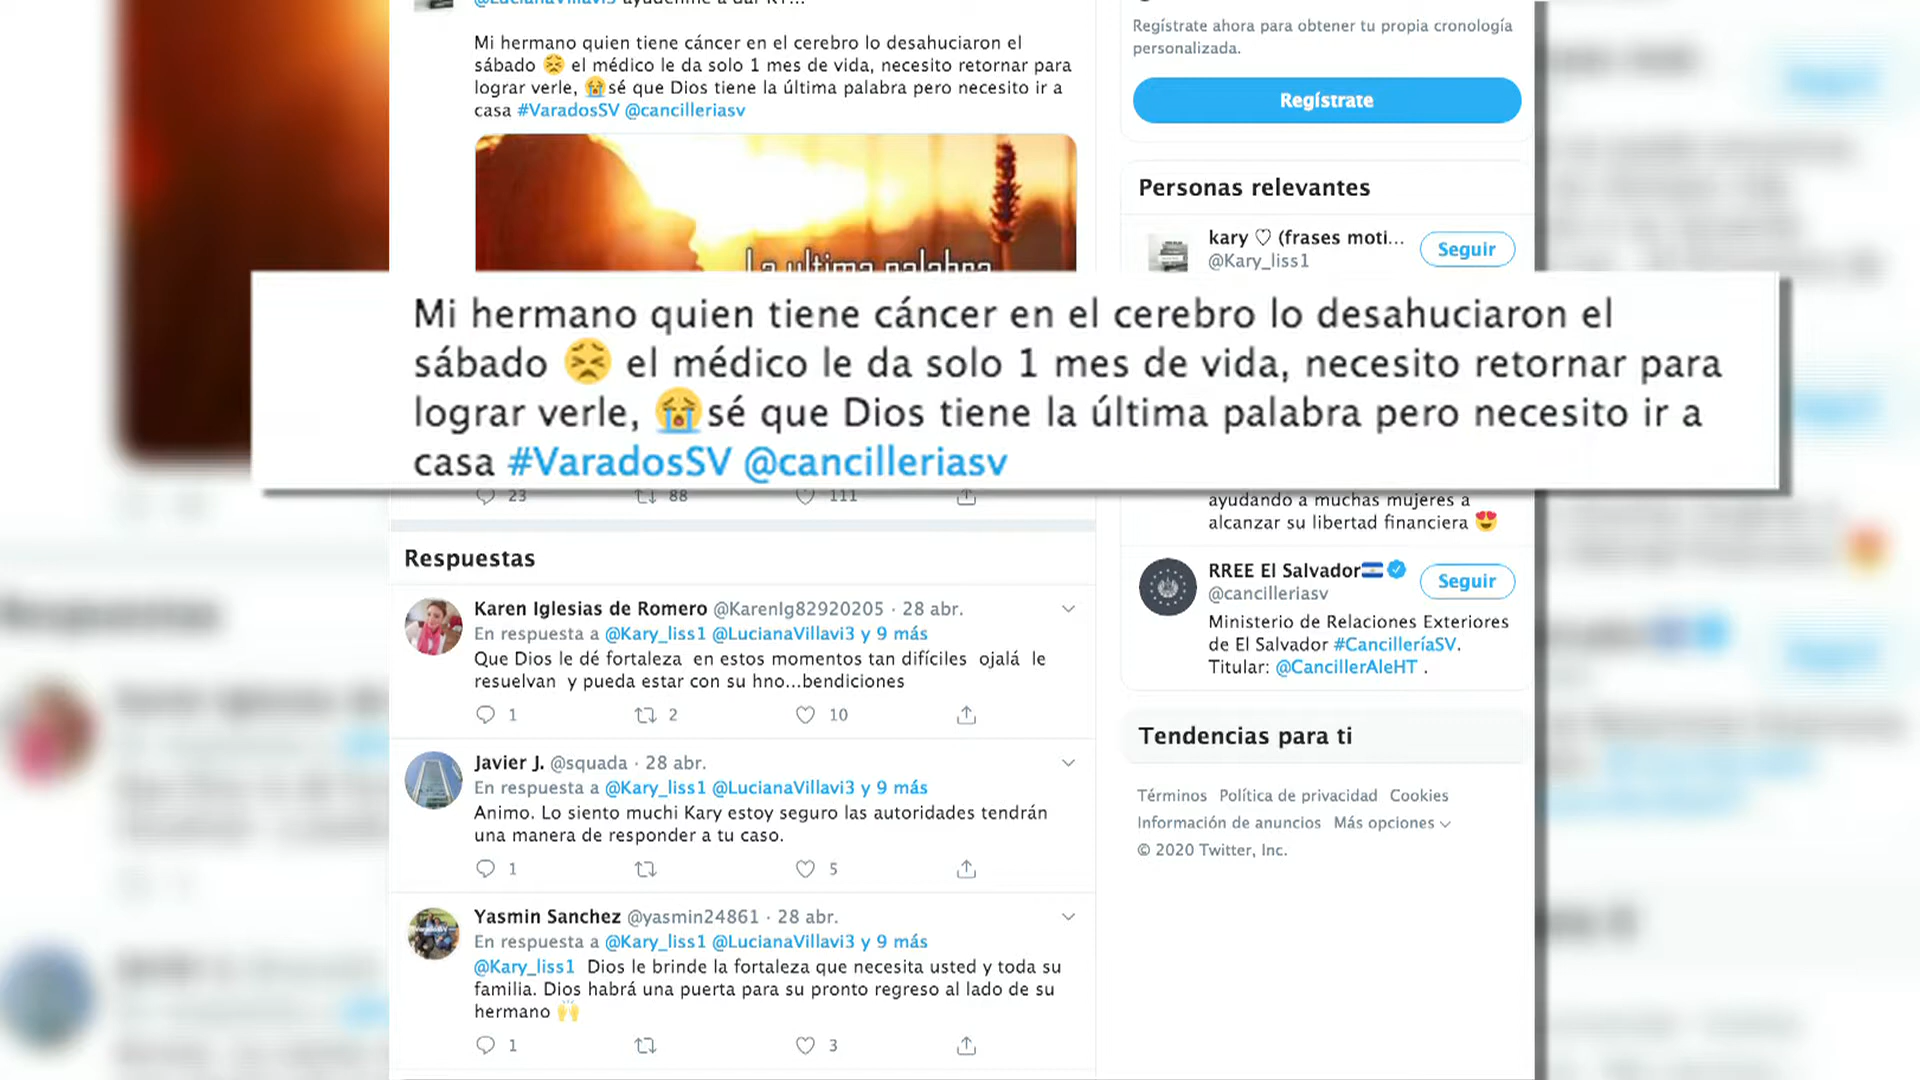 Mi hermano quien tiene cáncer en el cerebro lo desahuciaron el
sábado 😣 el médico le da solo 1 mes de vida, necesito retornar para
lograr verle, 😭sé que Dios tiene la última palabra pero necesito ir a
casa #VaradosSV @cancilleriasv
La ultima palabra
Mi hermano quien tiene cáncer en el cerebro lo desahuciaron el
sábado 😣 el médico le da solo 1 mes de vida, necesito retornar para
lograr verle, 😭sé que Dios tiene la última palabra pero necesito ir a
casa #VaradosSV @cancilleriasv
23 88 111
Respuestas
Karen Iglesias de Romero @KarenIg82920205 · 28 abr.
En respuesta a @Kary_liss1 @LucianaVillavi3 y 9 más
Que Dios le dé fortaleza en estos momentos tan difíciles ojalá le
resuelvan y pueda estar con su hno...bendiciones
1 2 10
Javier J. @squada · 28 abr.
En respuesta a @Kary_liss1 @LucianaVillavi3 y 9 más
Animo. Lo siento muchi Kary estoy seguro las autoridades tendrán
una manera de responder a tu caso.
1 5
Yasmin Sanchez @yasmin24861 · 28 abr.
En respuesta a @Kary_liss1 @LucianaVillavi3 y 9 más
@Kary_liss1 Dios le brinde la fortaleza que necesita usted y toda su
familia. Dios habrá una puerta para su pronto regreso al lado de su
hermano 🙌
1 3
Regístrate ahora para obtener tu propia cronología
personalizada.
Regístrate
Personas relevantes
kary ♡ (frases moti...
@Kary_liss1
Seguir
ayudando a muchas mujeres a
alcanzar su libertad financiera 😍
RREE El Salvador🇸🇻
@cancilleriasv
Seguir
Ministerio de Relaciones Exteriores
de El Salvador #CancilleríaSV.
Titular: @CancillerAleHT .
Tendencias para ti
Términos Política de privacidad Cookies
Información de anuncios Más opciones
© 2020 Twitter, Inc.